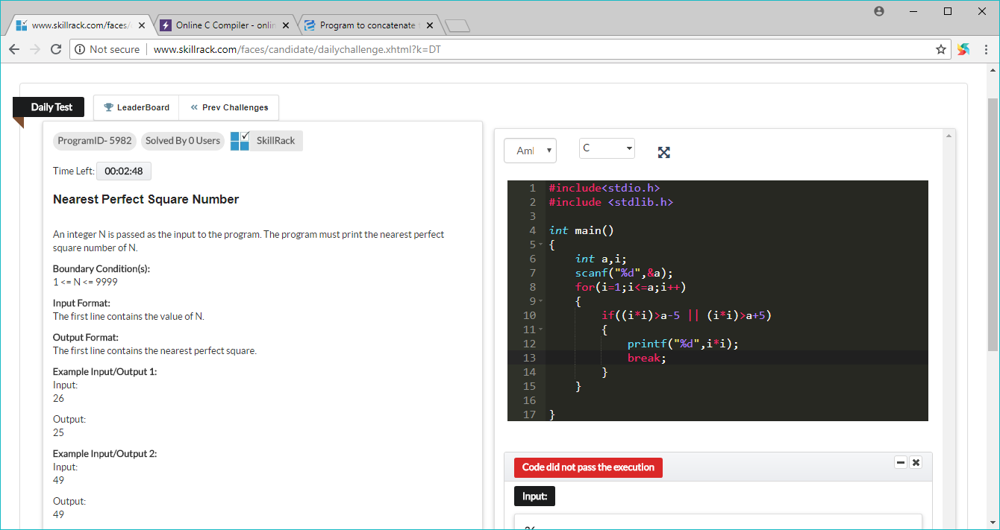 www.skillrack.com/faces/
Online C Compiler - onlin
Program to concatenate
Not secure
www.skillrack.com/faces/candidate/dailychallenge.xhtml?k=DT
Daily Test
LeaderBoard
Prev Challenges
ProgramID- 5982
Solved By 0 Users
SkillRack
Time Left: 00:02:48
Nearest Perfect Square Number
An integer N is passed as the input to the program. The program must print the nearest perfect
square number of N.
Boundary Condition(s):
1 <= N <= 9999
Input Format:
The first line contains the value of N.
Output Format:
The first line contains the nearest perfect square.
Example Input/Output 1:
Input:
26
Output:
25
Example Input/Output 2:
Input:
49
Output:
49
C
1 #include<stdio.h>
2 #include <stdlib.h>
3
4 int main()
5 {
6 int a,i;
7 scanf("%d",&a);
8 for(i=1;i<=a;i++)
9 {
10 if((i*i)>a-5 || (i*i)>a+5)
11 {
12 printf("%d",i*i);
13 break;
14 }
15 }
16
17 }
Code did not pass the execution
Input: